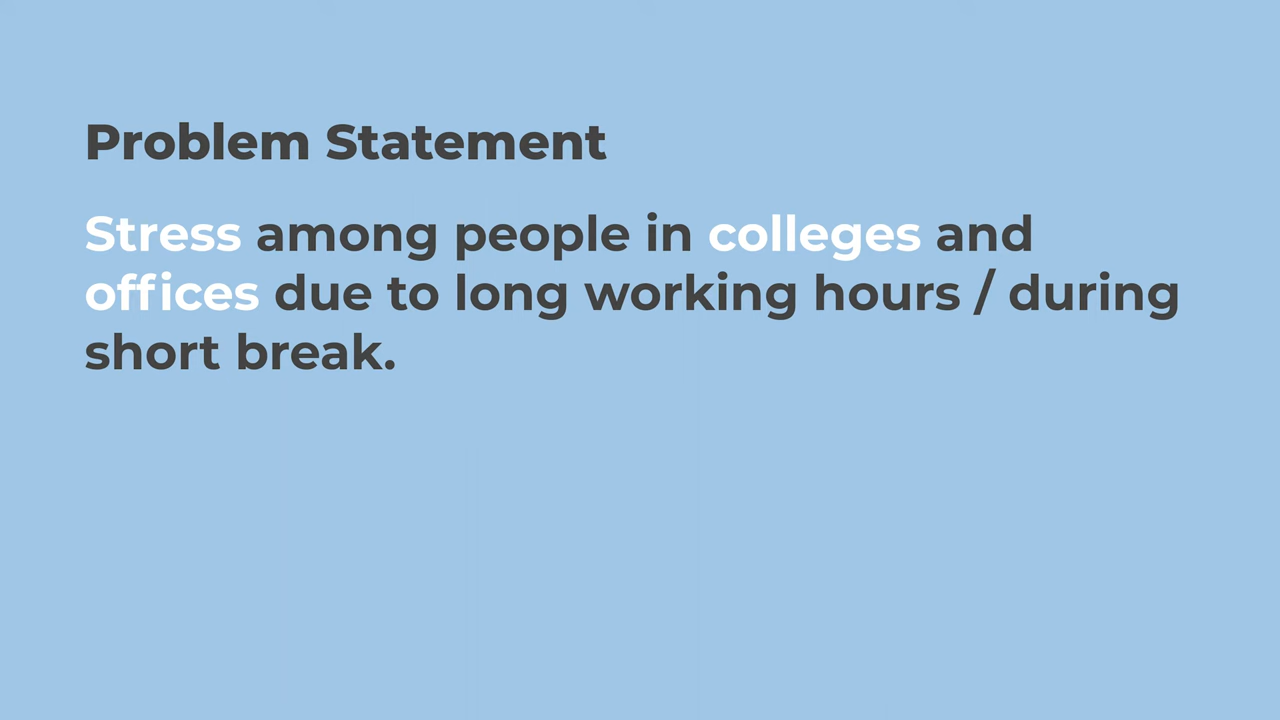 Problem Statement
Stress among people in colleges and
offices due to long working hours / during
short break.